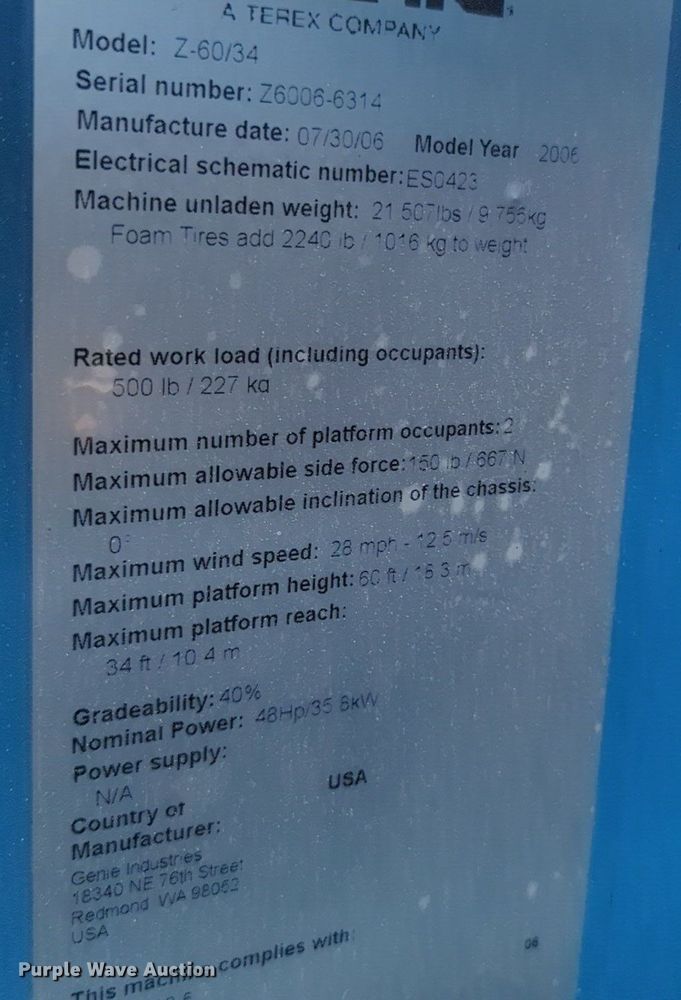 A TEREX COMPANY
Model: Z-60/34
Serial number: Z6006-6314
Manufacture date: 07/30/06 Model Year 2006
Electrical schematic number: ES0423
Machine unladen weight: 21 507lbs / 9 755kg
Foam Tires add 2240 lb / 1016 kg to weight
Rated work load (including occupants):
500 lb / 227 kg
Maximum number of platform occupants: 2
Maximum allowable side force: 150 lb / 667 N
Maximum allowable inclination of the chassis:
0°
Maximum wind speed: 28 mph - 12.5 m/s
Maximum platform height: 60 ft / 18.3 m
Maximum platform reach:
34 ft / 10.4 m
Gradeability: 40%
Nominal Power: 48Hp/35.8kW
Power supply:
N/A
Country of USA
Manufacturer:
Genie Industries
18340 NE 76th Street
Redmond WA 98052
USA
This machine complies with:
06
Purple Wave Auction